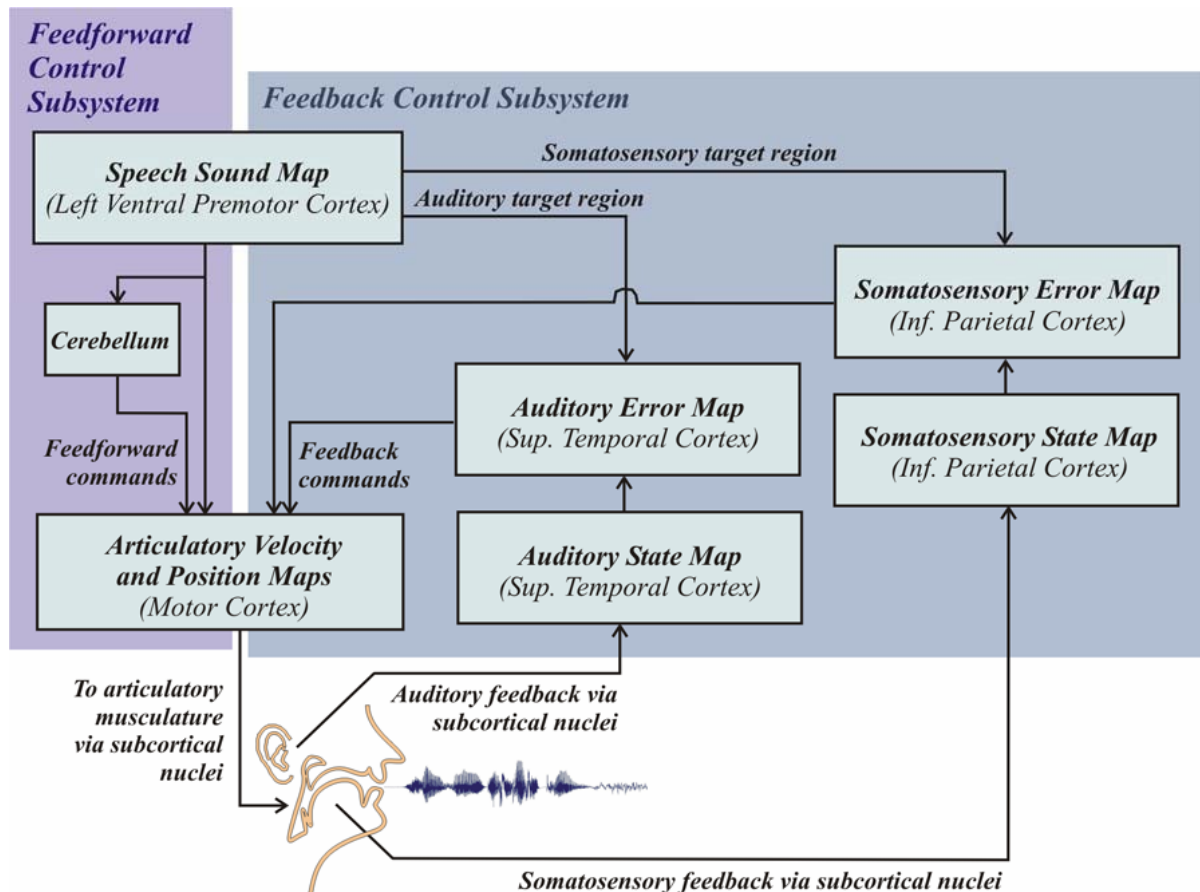 Feedforward
Control
Subsystem
Feedback Control Subsystem
Speech Sound Map
(Left Ventral Premotor Cortex)
Somatosensory target region
Auditory target region
Somatosensory Error Map
(Inf. Parietal Cortex)
Cerebellum
Auditory Error Map
(Sup. Temporal Cortex)
Somatosensory State Map
(Inf. Parietal Cortex)
Feedforward
commands
Feedback
commands
Articulatory Velocity
and Position Maps
(Motor Cortex)
Auditory State Map
(Sup. Temporal Cortex)
To articulatory
musculature
via subcortical
nuclei
Auditory feedback via
subcortical nuclei
Somatosensory feedback via subcortical nuclei